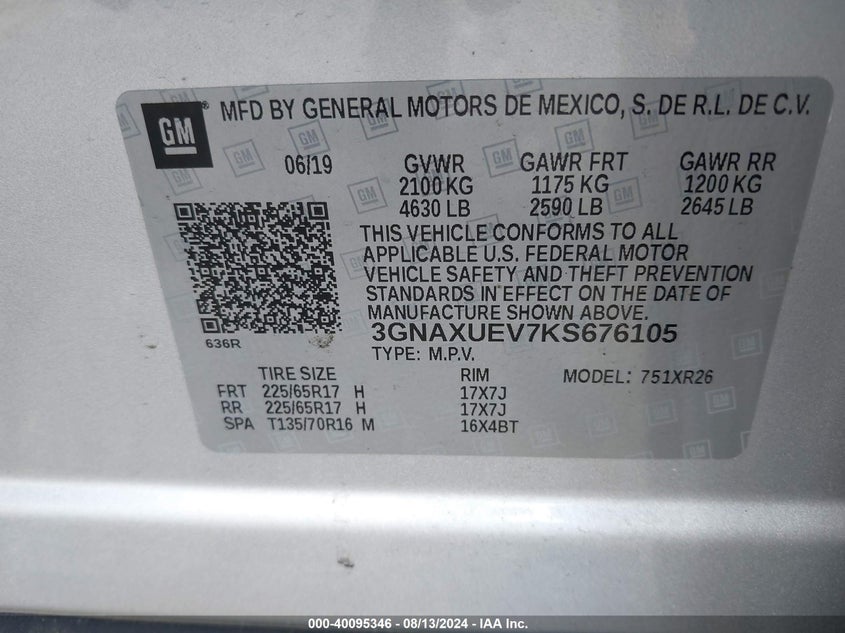 GM ® MFD BY GENERAL MOTORS DE MEXICO, S. DE R.L. DE C.V.
06/19 GVWR GAWR FRT GAWR RR
2100 KG 1175 KG 1200 KG
4630 LB 2590 LB 2645 LB
THIS VEHICLE CONFORMS TO ALL
APPLICABLE U.S. FEDERAL MOTOR
VEHICLE SAFETY AND THEFT PREVENTION
STANDARDS IN EFFECT ON THE DATE OF
MANUFACTURE SHOWN ABOVE.
636R
3GNAXUEV7KS676105
TYPE: M.P.V.
TIRE SIZE RIM MODEL: 751XR26
FRT 225/65R17 H 17X7J
RR 225/65R17 H 17X7J
SPA T135/70R16 M 16X4BT
000-40095346 - 08/13/2024 - IAA Inc.